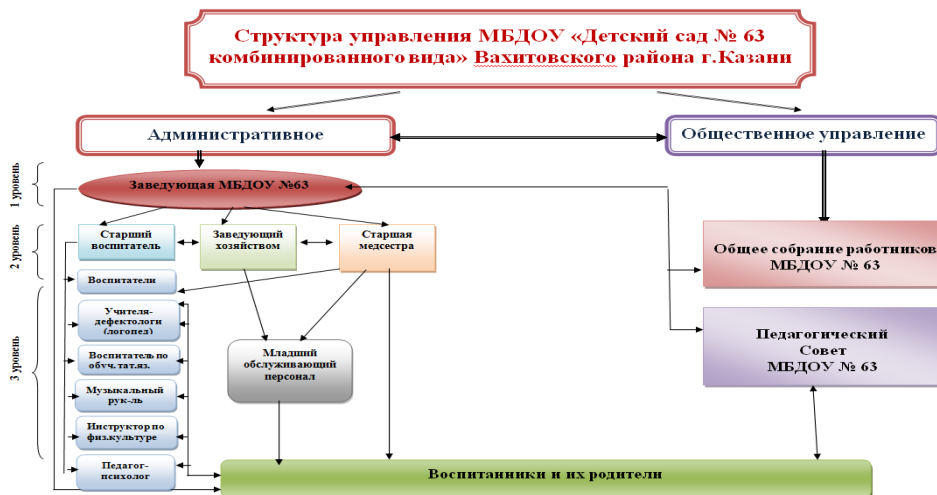 Структура управления МБДОУ «Детский сад № 63
комбинированного вида» Вахитовского района г.Казани
Административное
Общественное управление
1 уровень
Заведующая МБДОУ №63
2 уровень
Старший
воспитатель
Заведующий
хозяйством
Старшая
медсестра
Общее собрание работников
МБДОУ № 63
3 уровень
Воспитатели
Учителя-
дефектологи
(логопед)
Воспитатель по
обуч. тат.яз.
Музыкальный
рук-ль
Инструктор по
физ.культуре
Педагог-
психолог
Младший
обслуживающий
персонал
Педагогический
Совет
МБДОУ № 63
Воспитанники и их родители